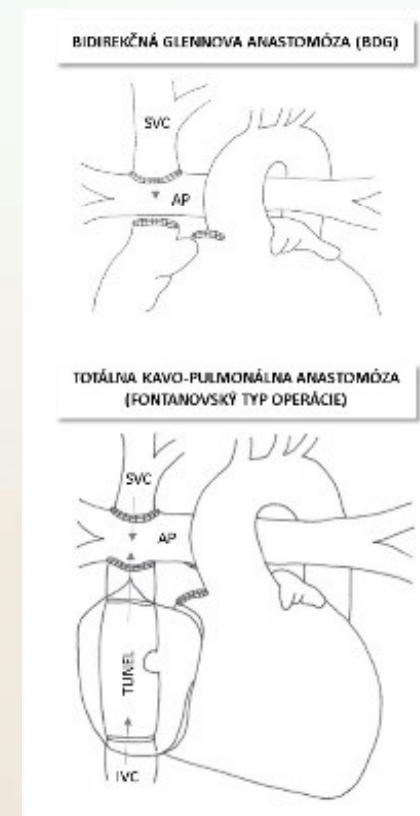 BIDIREKČNÁ GLENNOVA ANASTOMÓZA (BDG)
SVC
AP
TOTÁLNA KAVO-PULMONÁLNA ANASTOMÓZA
(FONTANOVSKÝ TYP OPERÁCIE)
SVC
AP
TUNEL
IVC